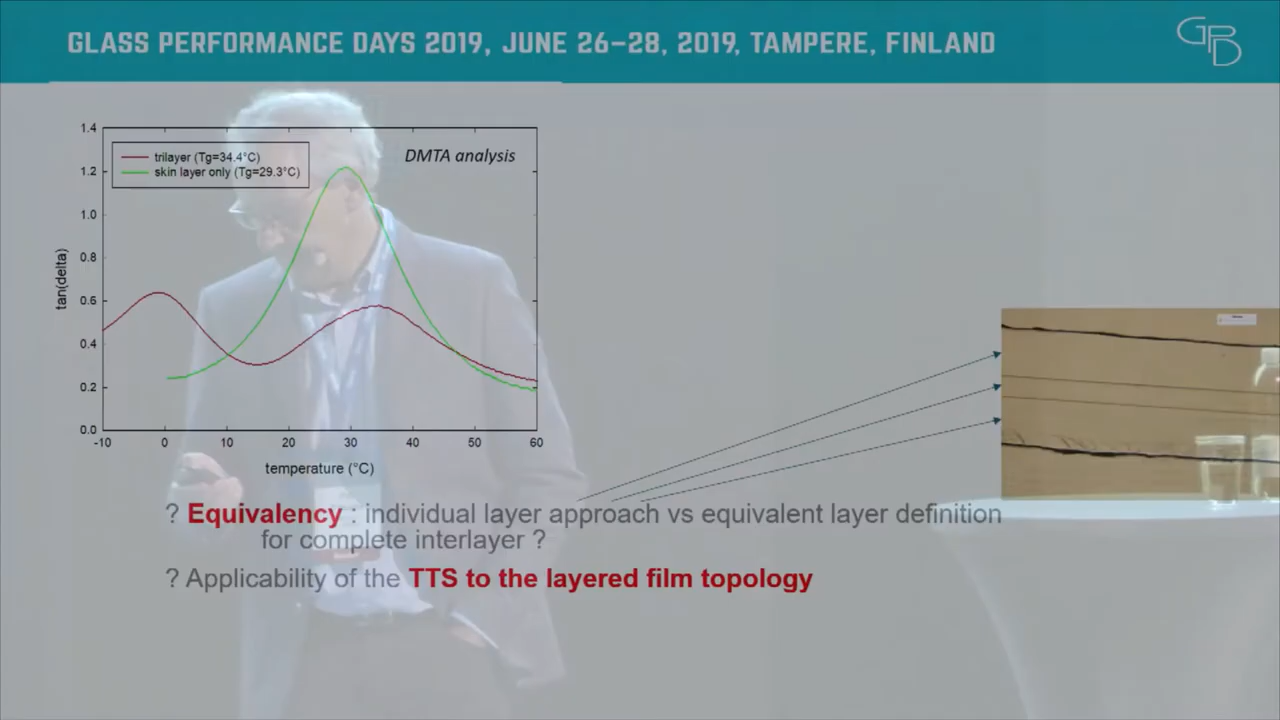 GLASS PERFORMANCE DAYS 2019, JUNE 26–28, 2019, TAMPERE, FINLAND
GPD
1.4
1.2
1.0
0.8
0.6
0.4
0.2
0.0
tan(delta)
trilayer (Tg=34.4°C)
skin layer only (Tg=29.3°C)
DMTA analysis
-10 0 10 20 30 40 50 60
temperature (°C)
? Equivalency : individual layer approach vs equivalent layer definition
for complete interlayer ?
? Applicability of the TTS to the layered film topology